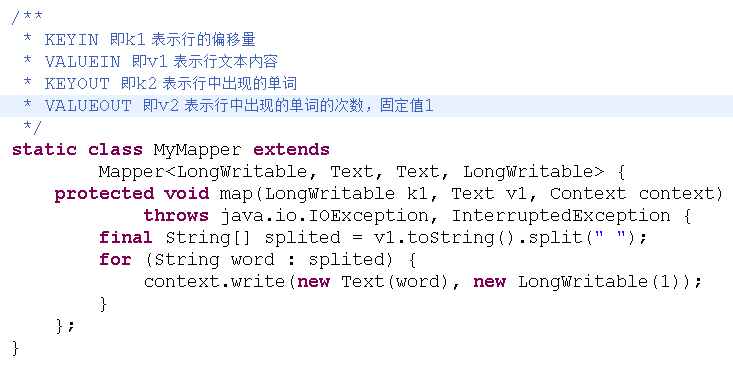 /**
 * KEYIN 即k1 表示行的偏移量
 * VALUEIN 即v1 表示行文本内容
 * KEYOUT 即k2 表示行中出现的单词
 * VALUEOUT 即v2 表示行中出现的单词的次数，固定值1
 */
static class MyMapper extends
        Mapper<LongWritable, Text, Text, LongWritable> {
    protected void map(LongWritable k1, Text v1, Context context)
            throws java.io.IOException, InterruptedException {
        final String[] splited = v1.toString().split(" ");
        for (String word : splited) {
            context.write(new Text(word), new LongWritable(1));
        }
    };
}